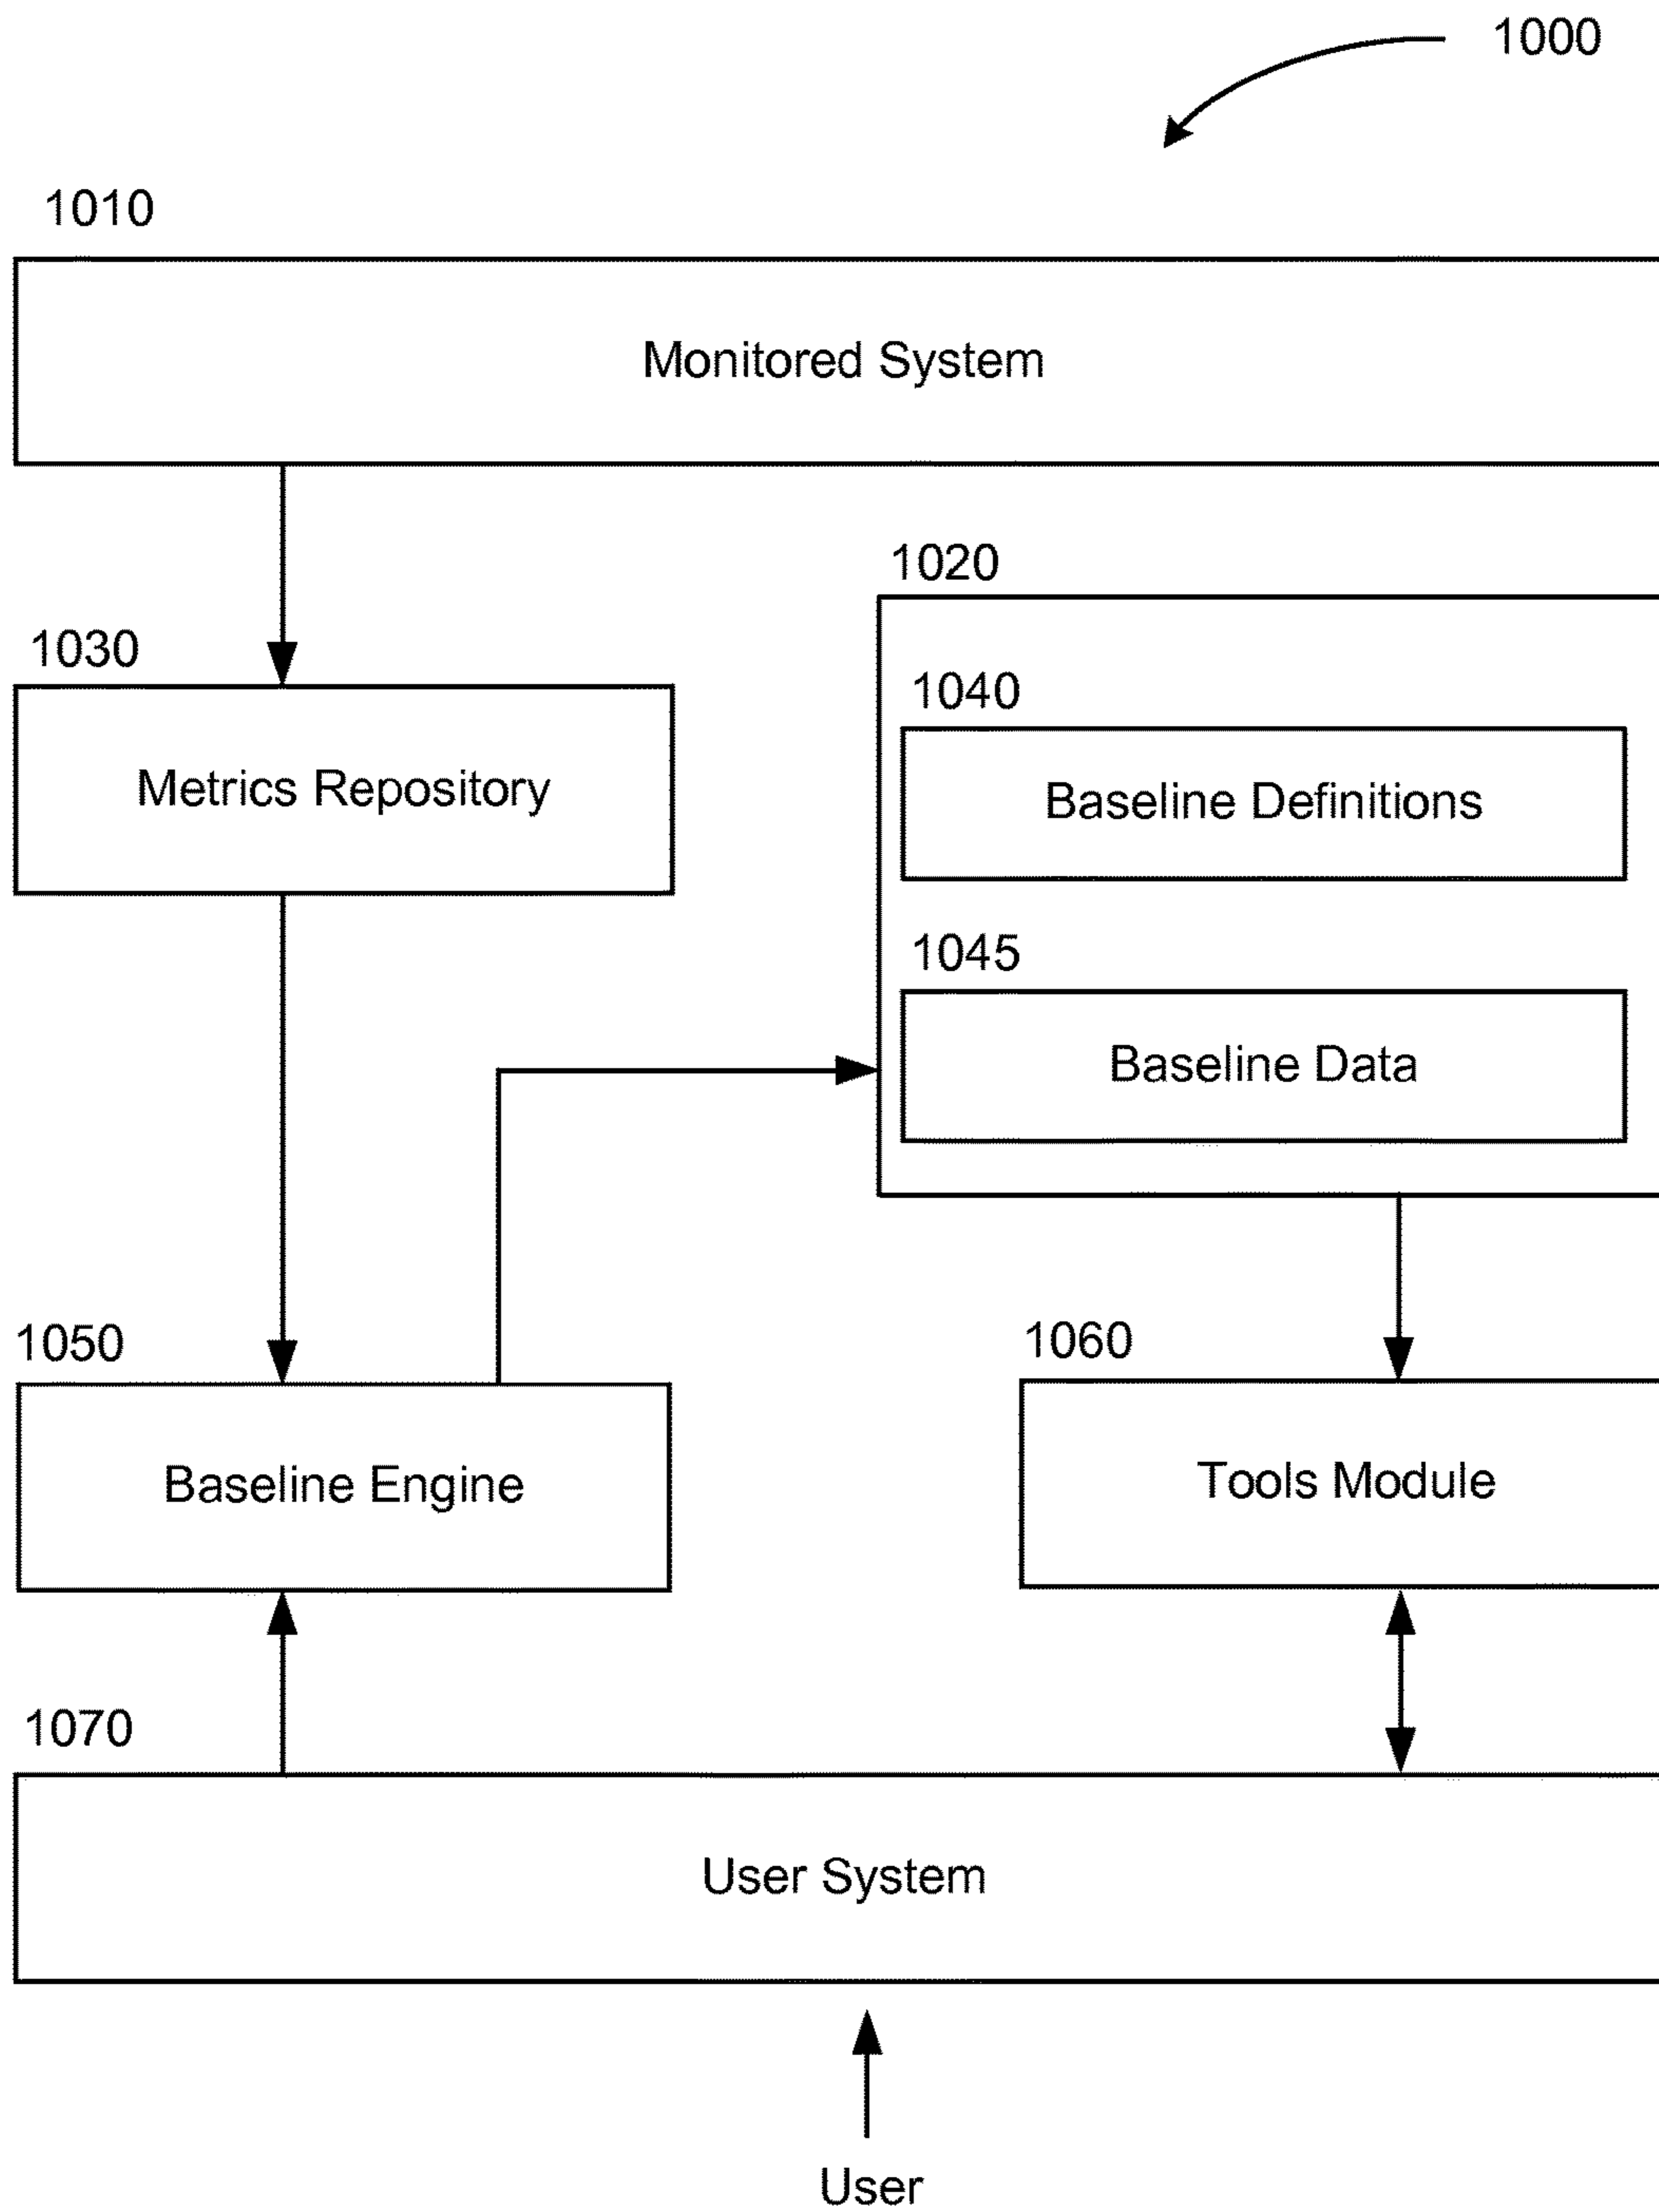 1000
1010
Monitored System
1020
1030
1040
Metrics Repository
Baseline Definitions
1045
Baseline Data
1050
1060
Baseline Engine
Tools Module
1070
User System
User